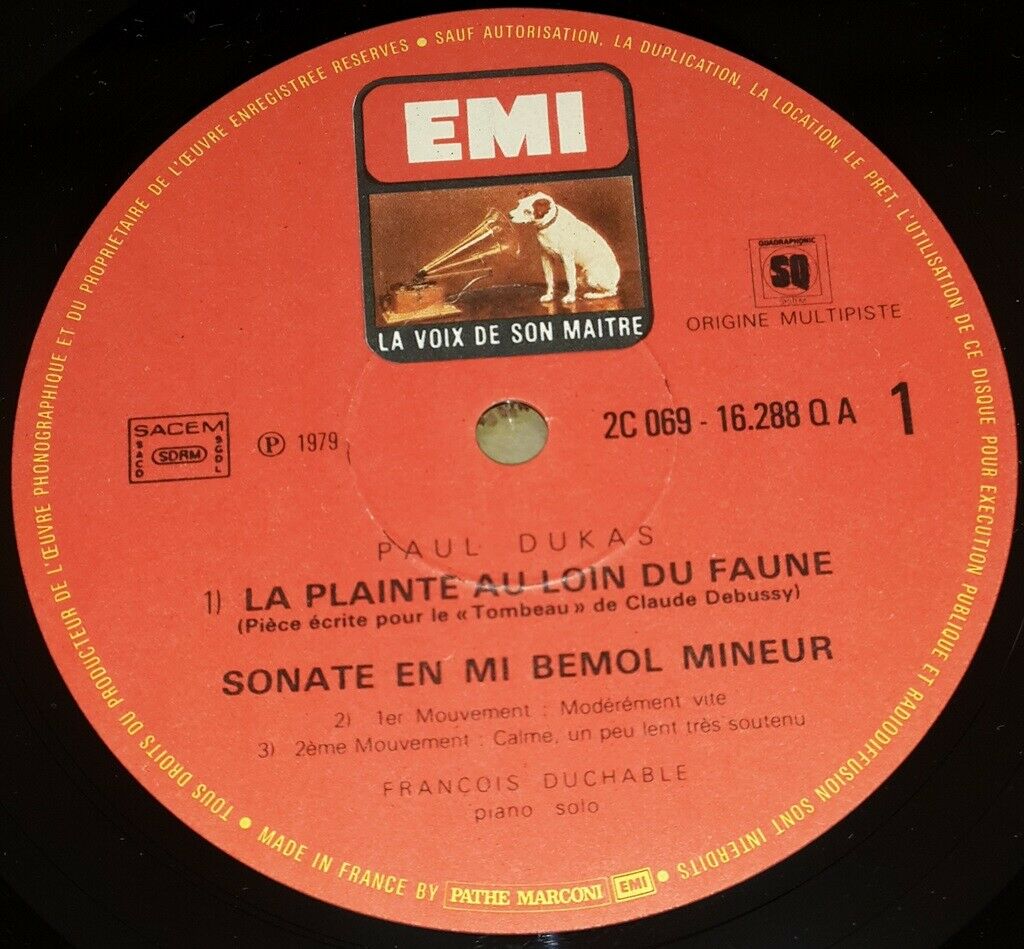 EMI
LA VOIX DE SON MAITRE
QUADRAPHONIC
SQ
ORIGINE MULTIPISTE
SACEM
SACD
SDRM
SGDL
℗ 1979
2C 069 - 16.288 Q A
1
PAUL DUKAS
1) LA PLAINTE AU LOIN DU FAUNE
(Pièce écrite pour le « Tombeau » de Claude Debussy)
SONATE EN MI BEMOL MINEUR
2) 1er Mouvement : Modérément vite
3) 2ème Mouvement : Calme, un peu lent très soutenu
FRANÇOIS DUCHABLE
piano solo
TOUS DROITS DU PRODUCTEUR DE L'ŒUVRE PHONOGRAPHIQUE ET DU PROPRIETAIRE DE L'ŒUVRE ENREGISTREE RESERVES • SAUF AUTORISATION, LA DUPLICATION, LA LOCATION, LE PRET, L'UTILISATION DE CE DISQUE POUR EXECUTION PUBLIQUE ET RADIODIFFUSION SONT INTERDITS •
MADE IN FRANCE BY PATHE MARCONI EMI